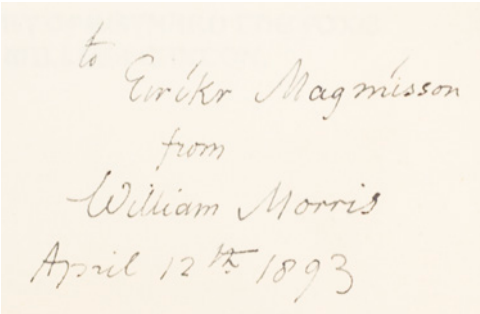 to
Eiríkr Magnússon
from
William Morris
April 12th 1893